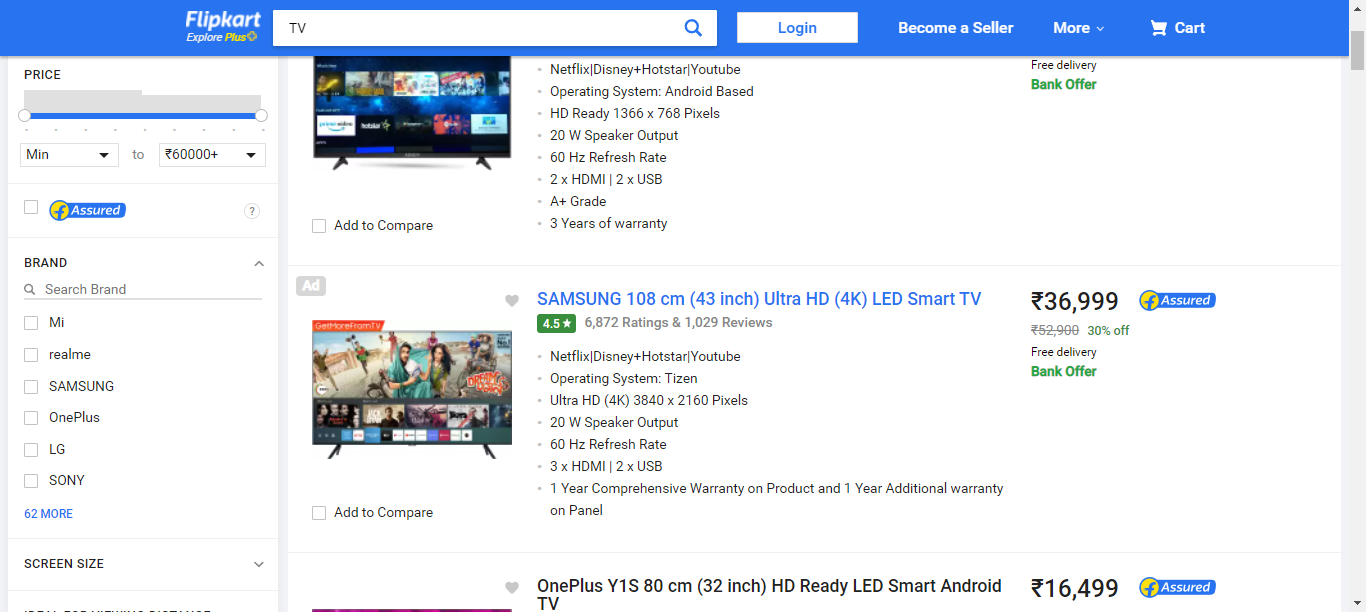 Flipkart
Explore Plus
TV
Login
Become a Seller
More
Cart
PRICE
Min
to
₹60000+
Assured
?
BRAND
Search Brand
Mi
realme
SAMSUNG
OnePlus
LG
SONY
62 MORE
SCREEN SIZE
prime video
hotstar
Add to Compare
Netflix|Disney+Hotstar|Youtube
Operating System: Android Based
HD Ready 1366 x 768 Pixels
20 W Speaker Output
60 Hz Refresh Rate
2 x HDMI | 2 x USB
A+ Grade
3 Years of warranty
Free delivery
Bank Offer
Ad
GetMoreFromTV
Add to Compare
SAMSUNG 108 cm (43 inch) Ultra HD (4K) LED Smart TV
4.5★ 6,872 Ratings & 1,029 Reviews
Netflix|Disney+Hotstar|Youtube
Operating System: Tizen
Ultra HD (4K) 3840 x 2160 Pixels
20 W Speaker Output
60 Hz Refresh Rate
3 x HDMI | 2 x USB
1 Year Comprehensive Warranty on Product and 1 Year Additional warranty
on Panel
₹36,999
Assured
₹52,900 30% off
Free delivery
Bank Offer
OnePlus Y1S 80 cm (32 inch) HD Ready LED Smart Android
TV
₹16,499
Assured